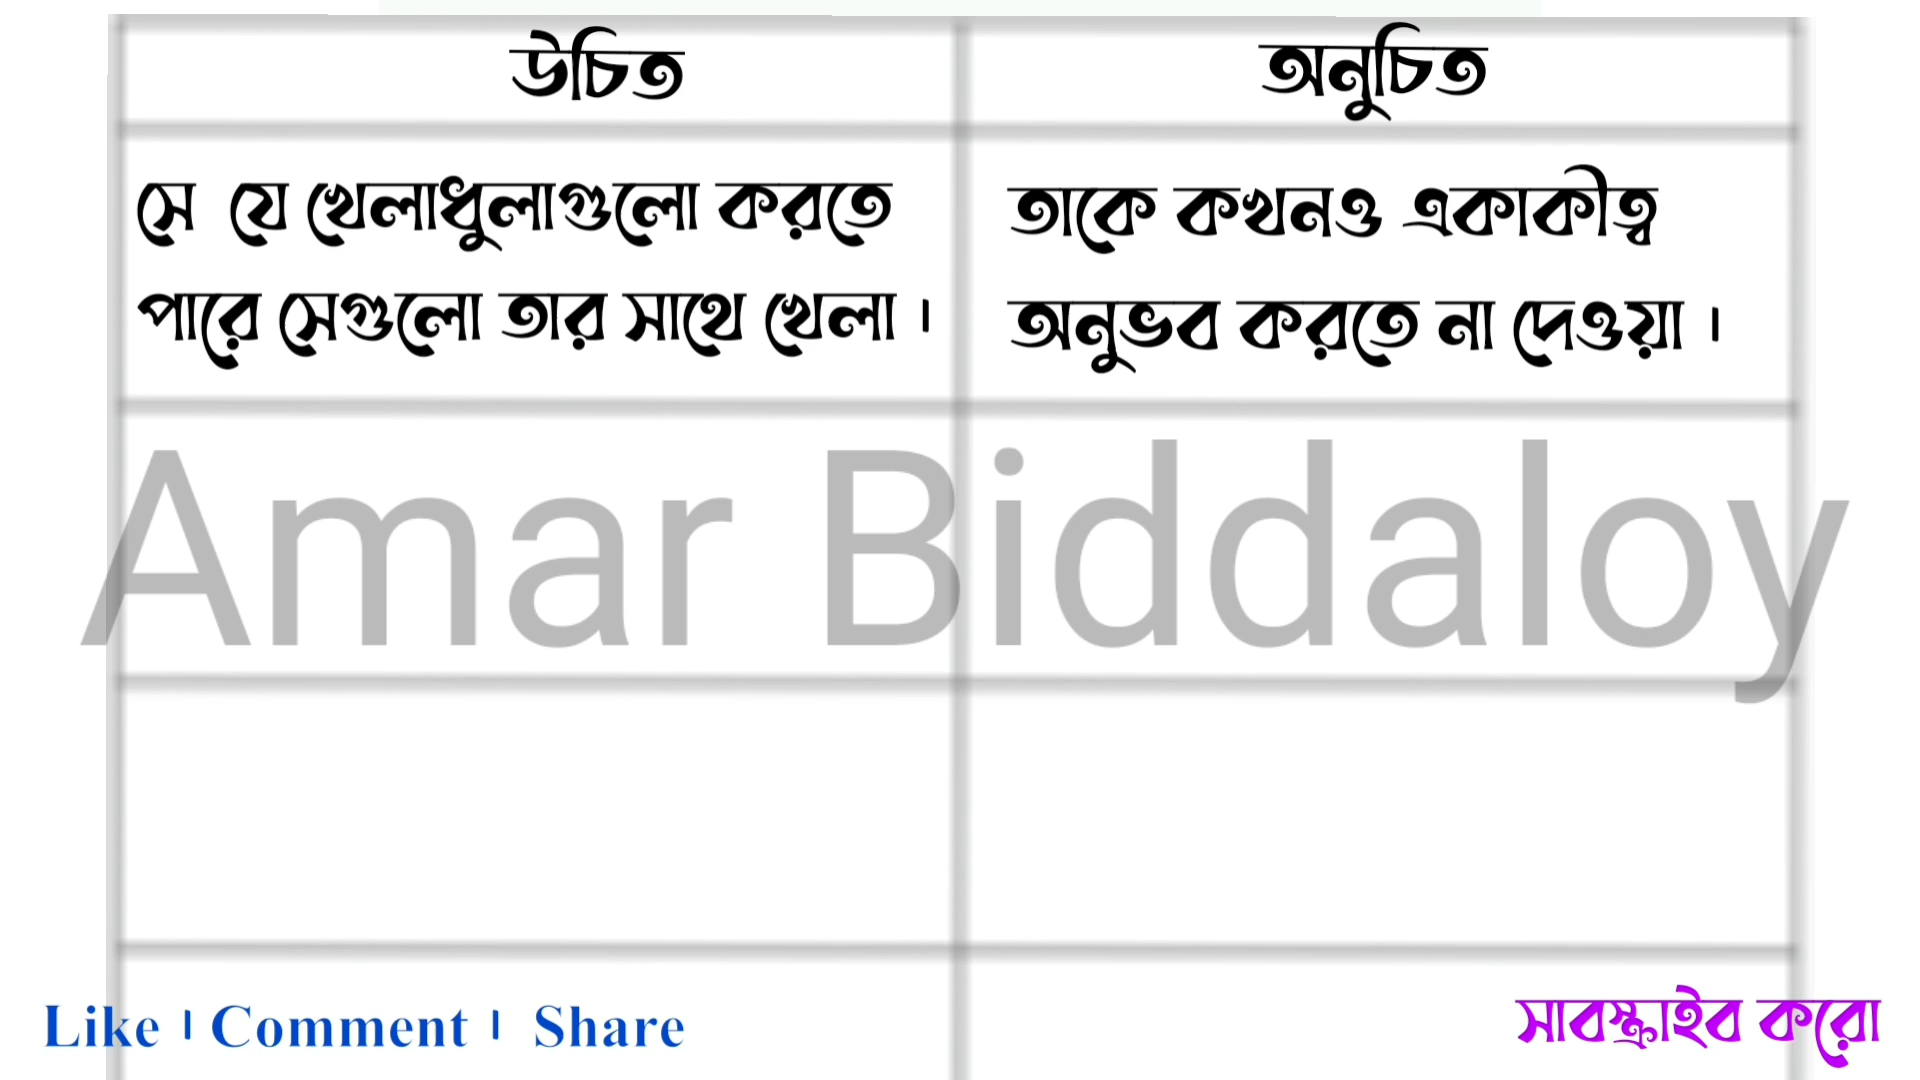 উচিত
অনুচিত
সে যে খেলাধুলাগুলো করতে
পারে সেগুলো তার সাথে খেলা ।
তাকে কখনও একাকীত্ব
অনুভব করতে না দেওয়া ।
Amar Biddaloy
Like । Comment । Share
সাবস্ক্রাইব করো